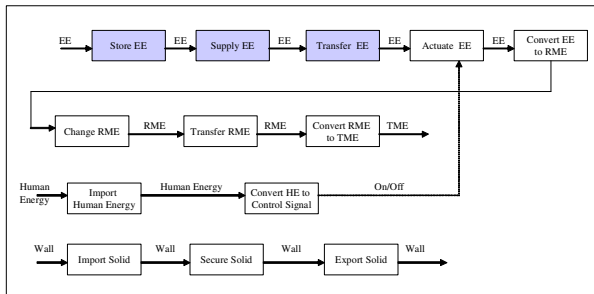 EE
Store EE
EE
Supply EE
EE
Transfer EE
EE
Actuate EE
EE
Convert EE
to RME
Change RME
RME
Transfer RME
RME
Convert RME
to TME
TME
Human
Energy
Import
Human Energy
Human Energy
Convert HE to
Control Signal
On/Off
Wall
Import Solid
Wall
Secure Solid
Wall
Export Solid
Wall